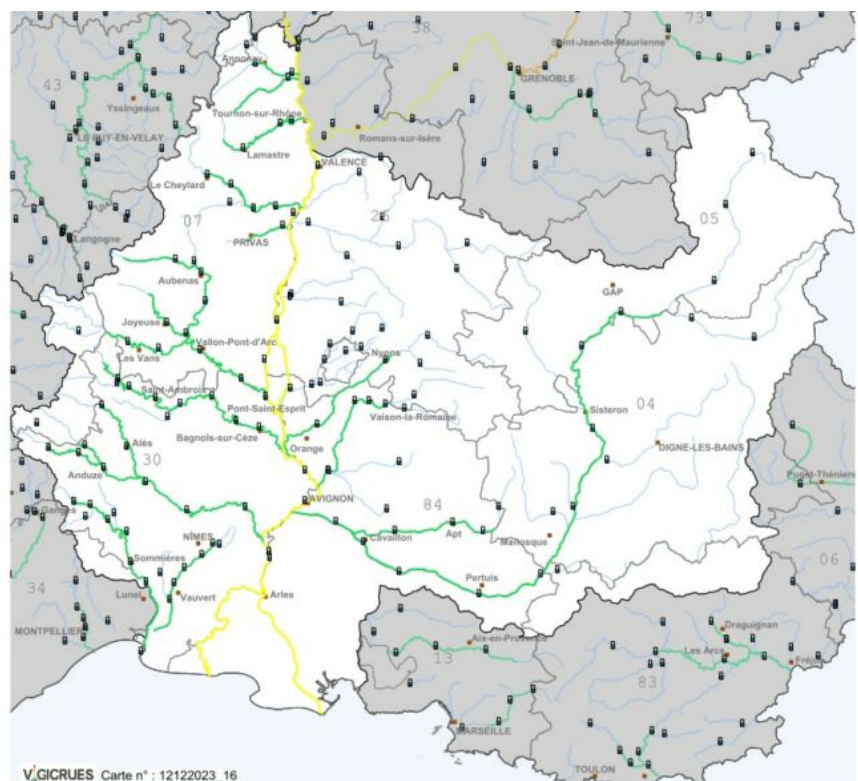 38
73
Saint-Jean-de-Maurienne
43
Annonay
GRENOBLE
Yssingeaux
Tournon-sur-Rhône
LE PUY-EN-VELAY
Romans-sur-Isère
Lamastre
VALENCE
Le Cheylard
07
26
05
Langogne
PRIVAS
Aubenas
GAP
Joyeuse
Vallon-Pont-d'Arc
Les Vans
Nyons
Saint-Ambroix
Pont-Saint-Esprit
Vaison-la-Romaine
Sisteron
04
Bagnols-sur-Cèze
Orange
Alès
DIGNE-LES-BAINS
30
Anduze
Puget-Théniers
AVIGNON
84
Ganges
NÎMES
Cavaillon
Apt
Manosque
Sommières
06
34
Lunel
Vauvert
Arles
Pertuis
MONTPELLIER
Draguignan
Aix-en-Provence
Les Arcs
13
Fréjus
83
MARSEILLE
TOULON
VIGICRUES Carte n° : 12122023_16